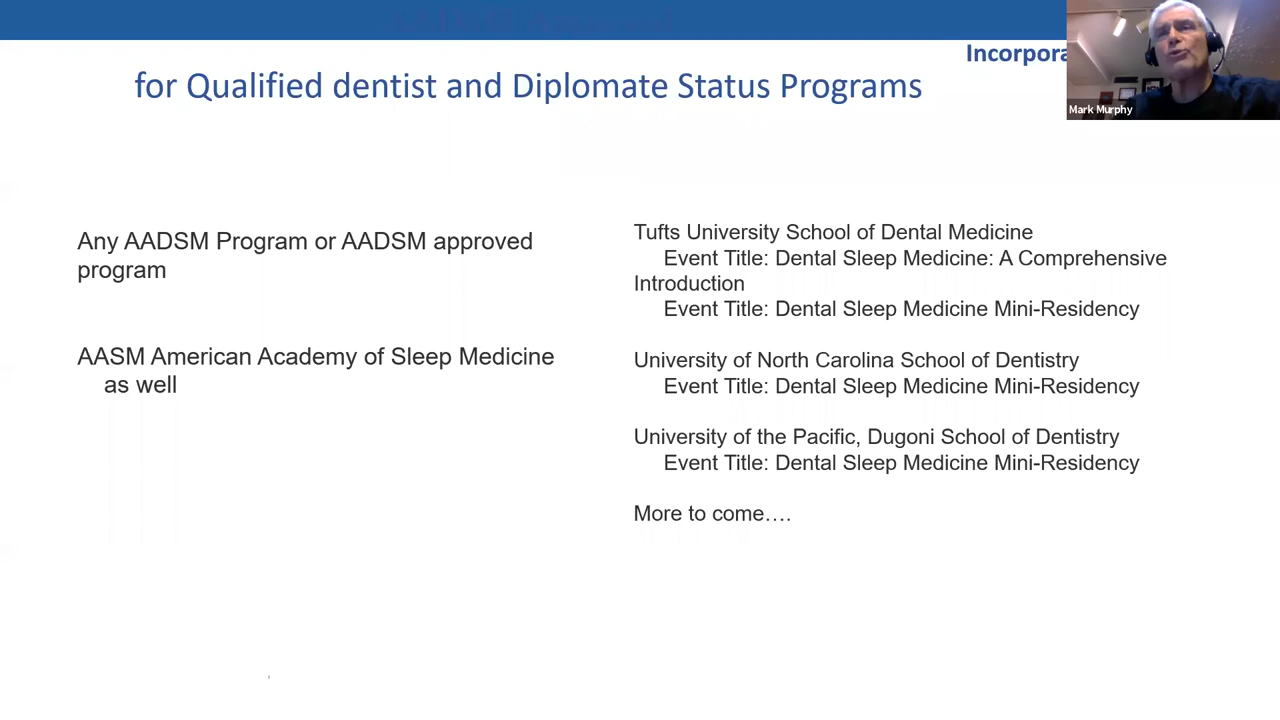 Incorpora
for Qualified dentist and Diplomate Status Programs
Mark Murphy
Any AADSM Program or AADSM approved
program
AASM American Academy of Sleep Medicine
as well
Tufts University School of Dental Medicine
Event Title: Dental Sleep Medicine: A Comprehensive
Introduction
Event Title: Dental Sleep Medicine Mini-Residency
University of North Carolina School of Dentistry
Event Title: Dental Sleep Medicine Mini-Residency
University of the Pacific, Dugoni School of Dentistry
Event Title: Dental Sleep Medicine Mini-Residency
More to come….